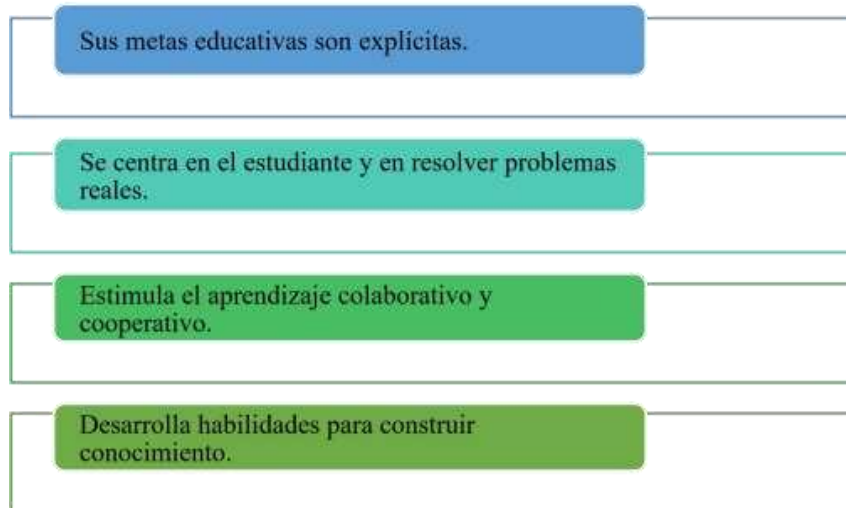 Sus metas educativas son explícitas.
Se centra en el estudiante y en resolver problemas
reales.
Estimula el aprendizaje colaborativo y
cooperativo.
Desarrolla habilidades para construir
conocimiento.